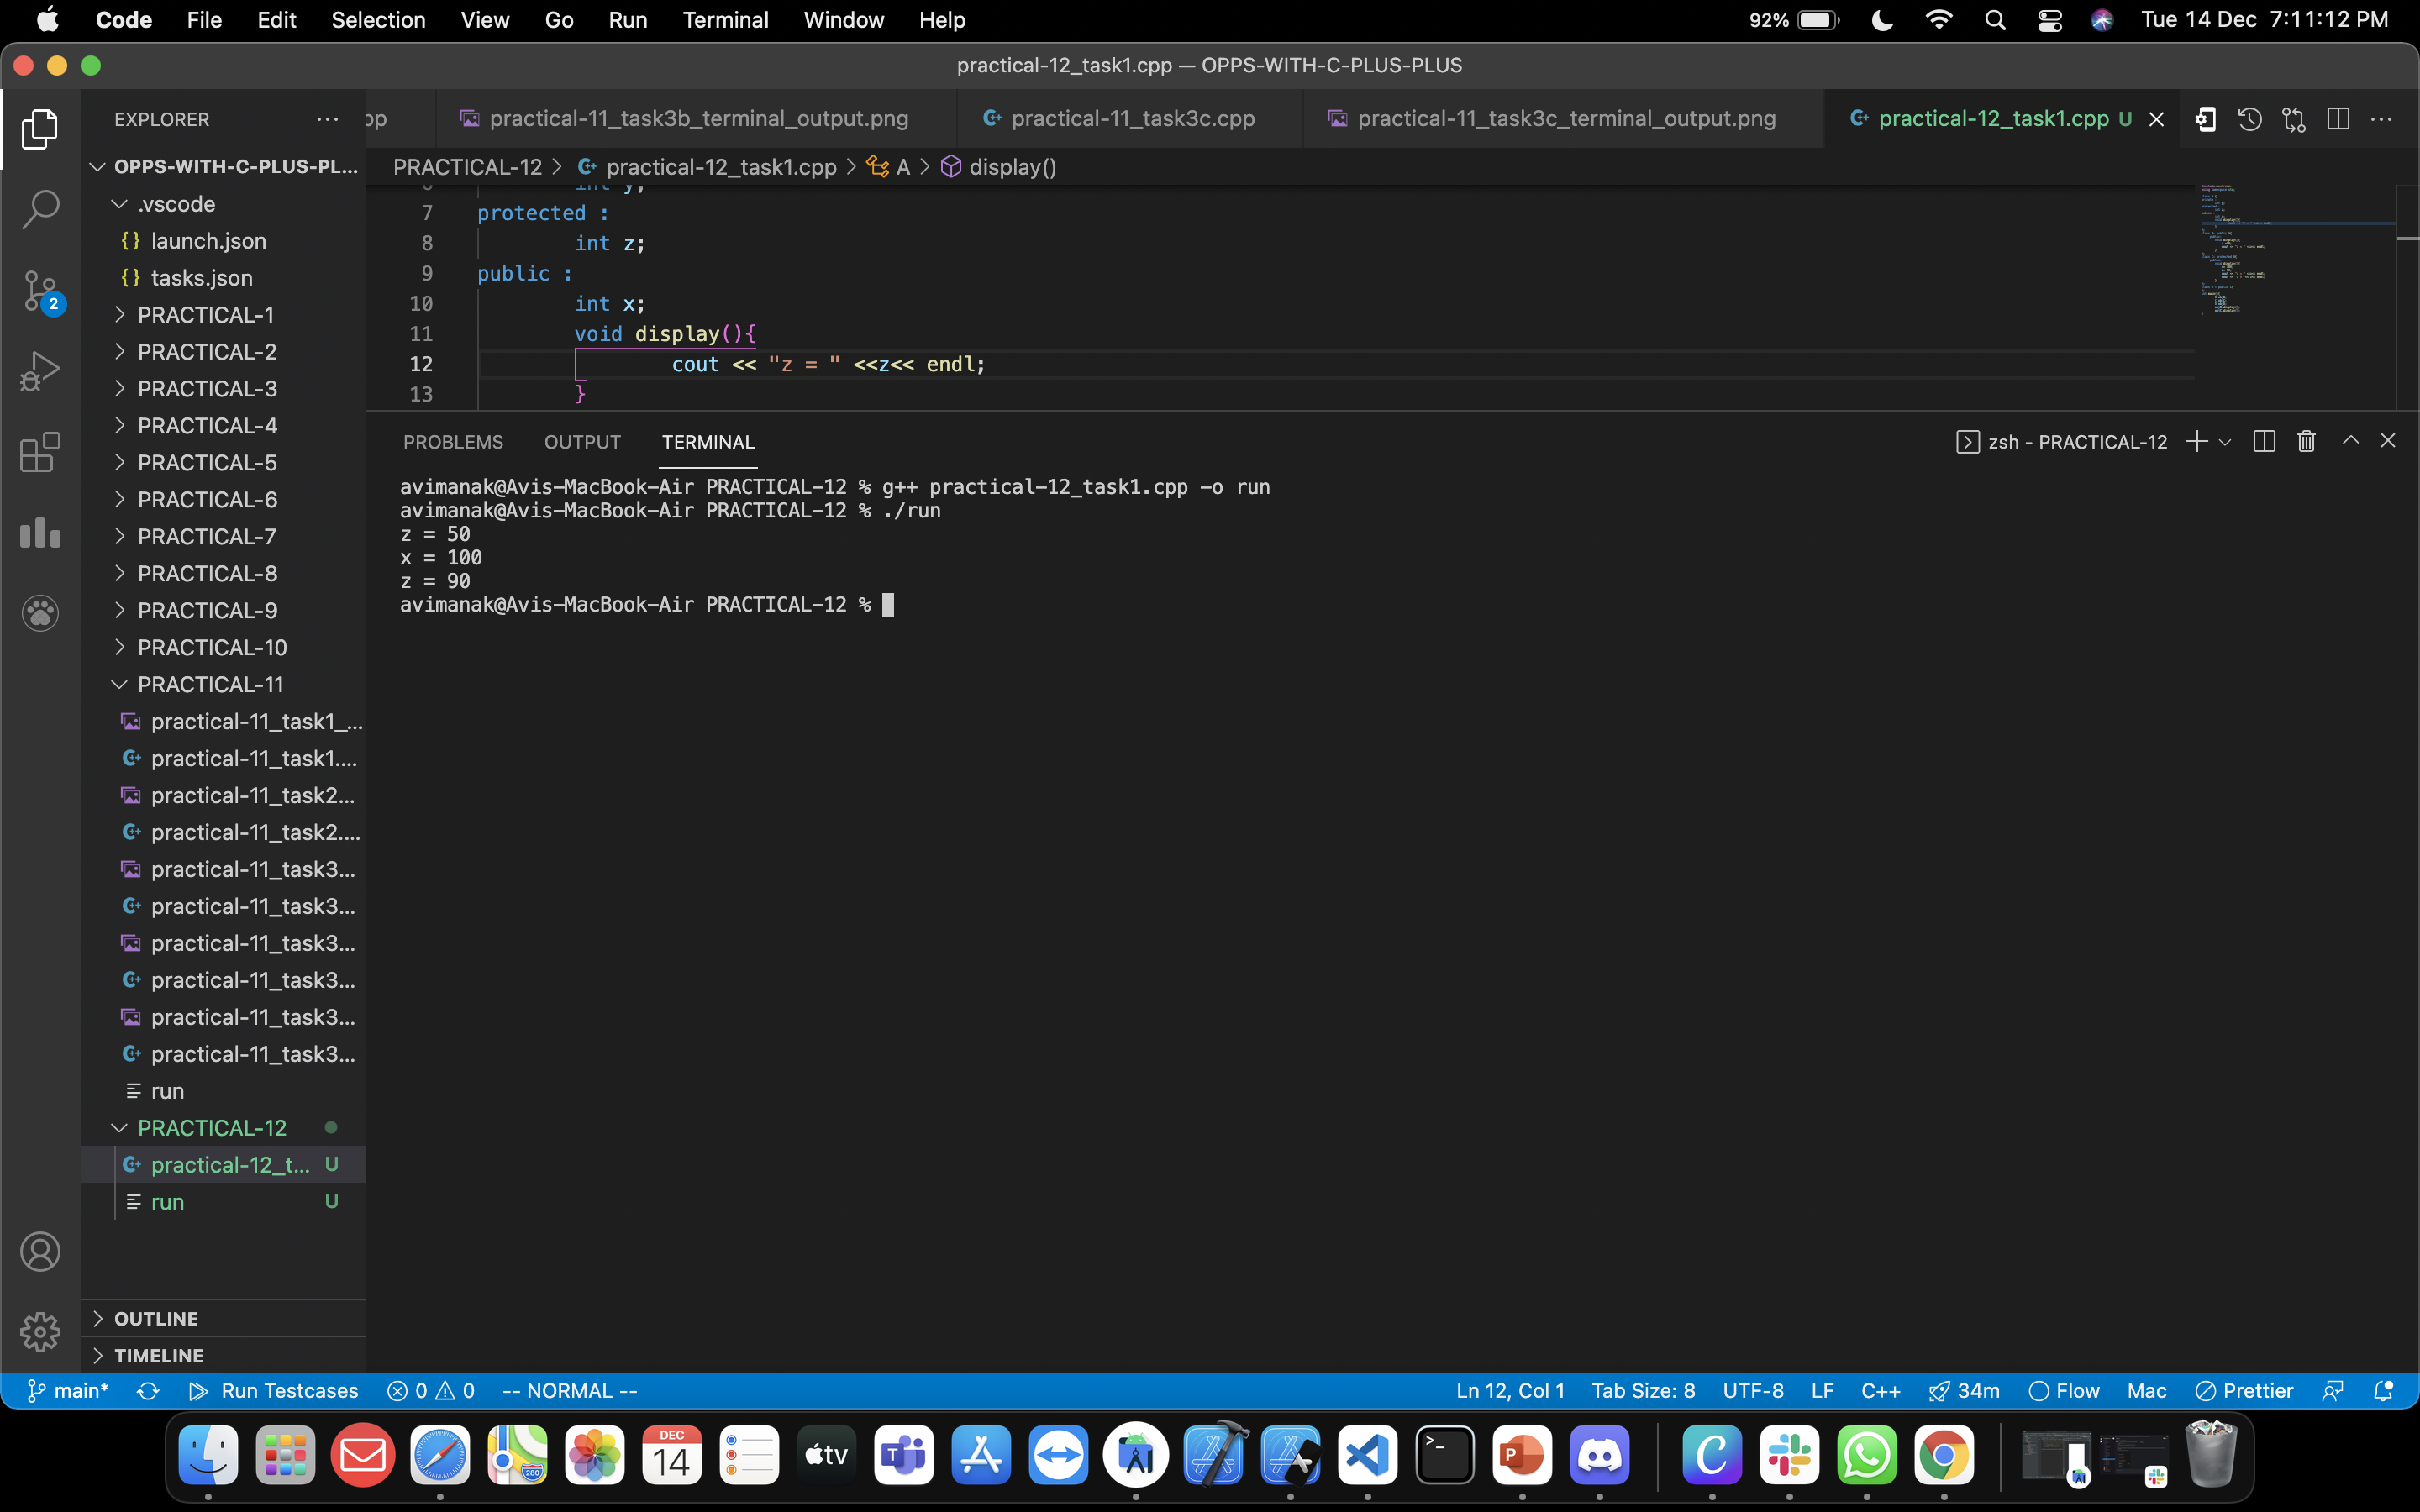 Code File Edit Selection View Go Run Terminal Window Help 92% Tue 14 Dec 7:11:12 PM
practical-12_task1.cpp — OPPS-WITH-C-PLUS-PLUS
EXPLORER
practical-11_task3b_terminal_output.png practical-11_task3c.cpp practical-11_task3c_terminal_output.png practical-12_task1.cpp U
PRACTICAL-12 > practical-12_task1.cpp > A > display()
OPPS-WITH-C-PLUS-PL...
.vscode
launch.json
tasks.json
PRACTICAL-1
PRACTICAL-2
PRACTICAL-3
PRACTICAL-4
PRACTICAL-5
PRACTICAL-6
PRACTICAL-7
PRACTICAL-8
PRACTICAL-9
PRACTICAL-10
PRACTICAL-11
practical-11_task1_...
practical-11_task1....
practical-11_task2...
practical-11_task2....
practical-11_task3...
practical-11_task3...
practical-11_task3...
practical-11_task3...
practical-11_task3...
practical-11_task3...
run
PRACTICAL-12
practical-12_t... U
run U
OUTLINE
TIMELINE
2
int y;
7 protected :
8 int z;
9 public :
10 int x;
11 void display(){
12 cout << "z = " <<z<< endl;
13 }
PROBLEMS OUTPUT TERMINAL zsh - PRACTICAL-12
avimanak@Avis-MacBook-Air PRACTICAL-12 % g++ practical-12_task1.cpp -o run
avimanak@Avis-MacBook-Air PRACTICAL-12 % ./run
z = 50
x = 100
z = 90
avimanak@Avis-MacBook-Air PRACTICAL-12 %
main* Run Testcases 0 0 -- NORMAL -- Ln 12, Col 1 Tab Size: 8 UTF-8 LF C++ 34m Flow Mac Prettier
DEC
14
280
tv
T
P